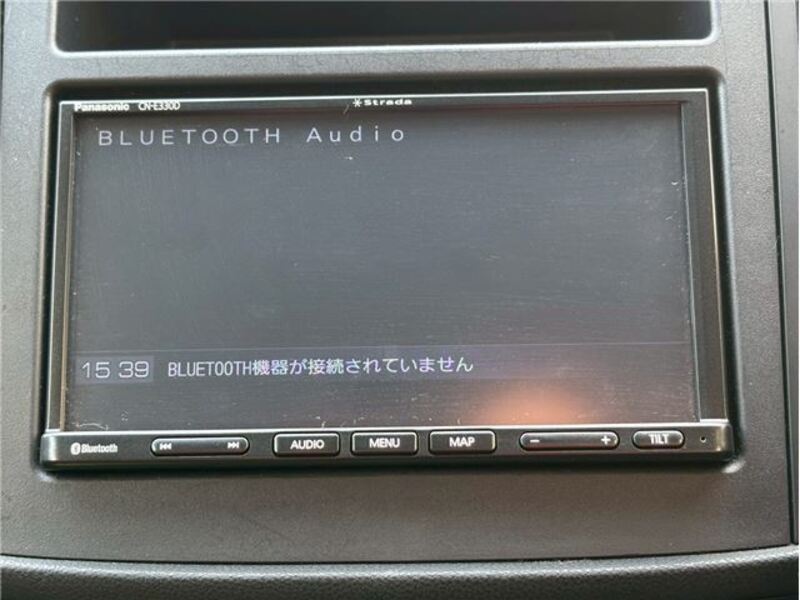 Panasonic CN-E330D Strada
BLUETOOTH Audio
15 39 BLUETOOTH機器が接続されていません
Bluetooth AUDIO MENU MAP − + TILT